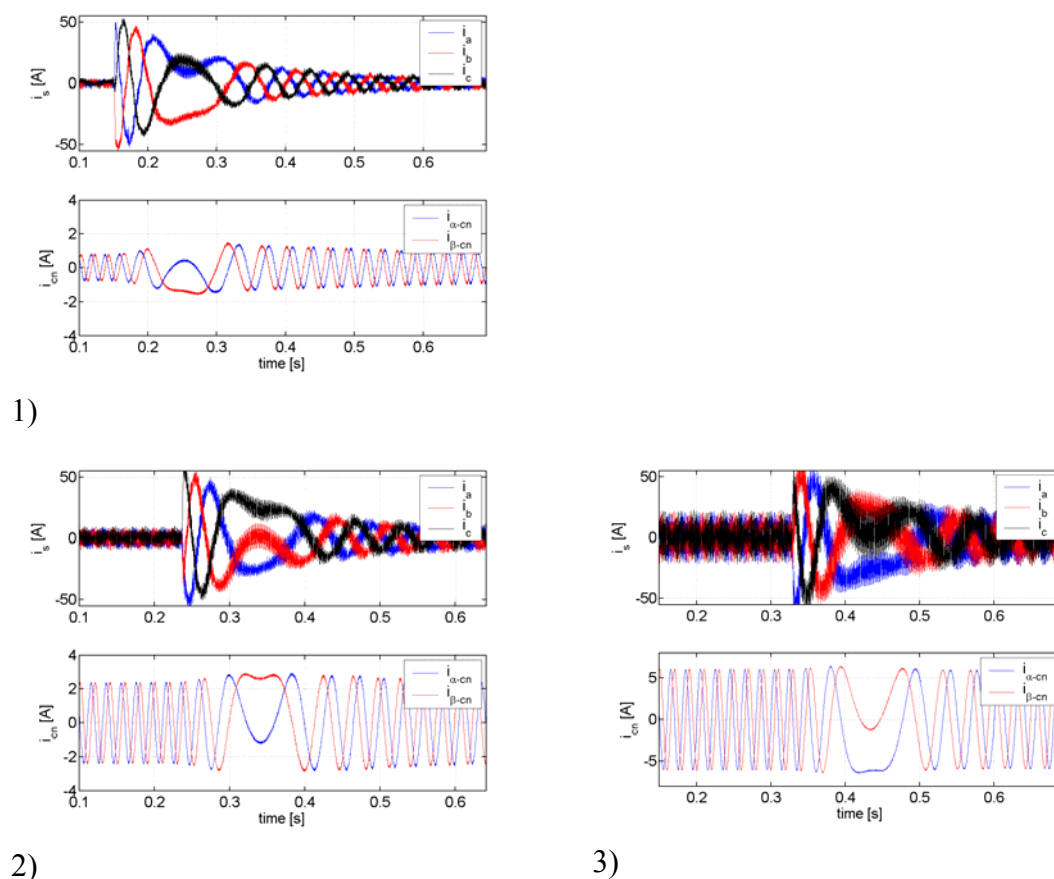 50
0
-50
i_s [A]
i_a
i_b
i_c
0.1 0.2 0.3 0.4 0.5 0.6
4
2
0
-2
-4
i_cn [A]
i_α-cn
i_β-cn
0.1 0.2 0.3 0.4 0.5 0.6
time [s]
1)
50
0
-50
i_s [A]
i_a
i_b
i_c
0.1 0.2 0.3 0.4 0.5 0.6
4
2
0
-2
-4
i_cn [A]
i_α-cn
i_β-cn
0.1 0.2 0.3 0.4 0.5 0.6
time [s]
2)
50
0
-50
i_s [A]
i_a
i_b
i_c
0.2 0.3 0.4 0.5 0.6
5
0
-5
i_cn [A]
i_α-cn
i_β-cn
0.2 0.3 0.4 0.5 0.6
time [s]
3)